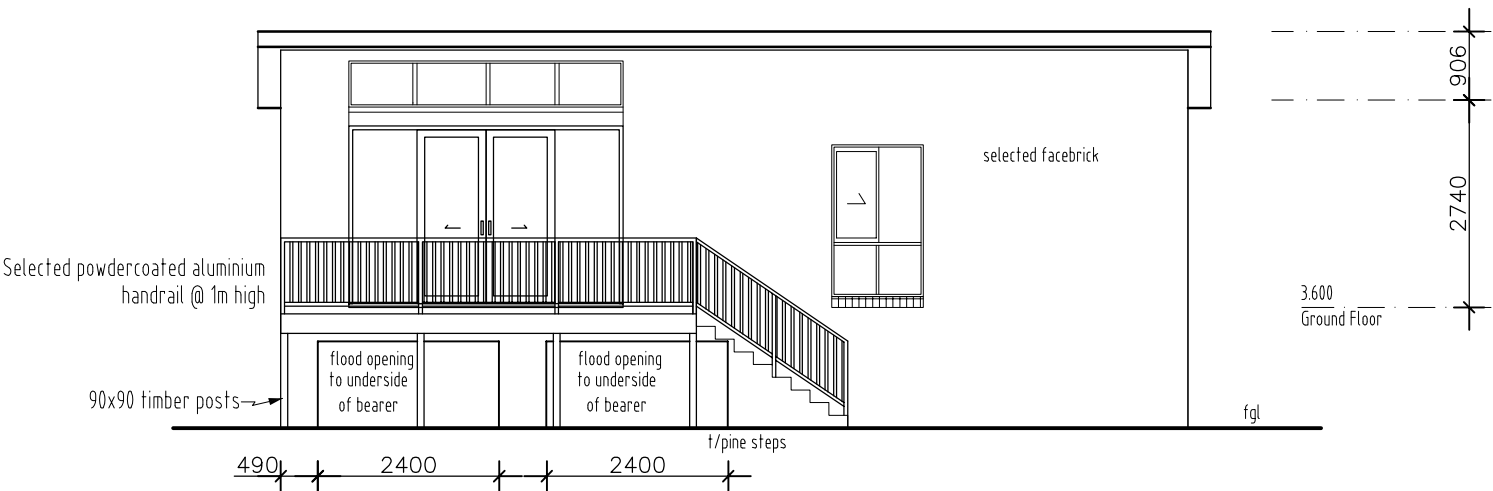 906
selected facebrick
2740
Selected powdercoated aluminium
handrail @ 1m high
3.600
Ground Floor
flood opening
to underside
of bearer
flood opening
to underside
of bearer
90x90 timber posts
fgl
t/pine steps
490
2400
2400